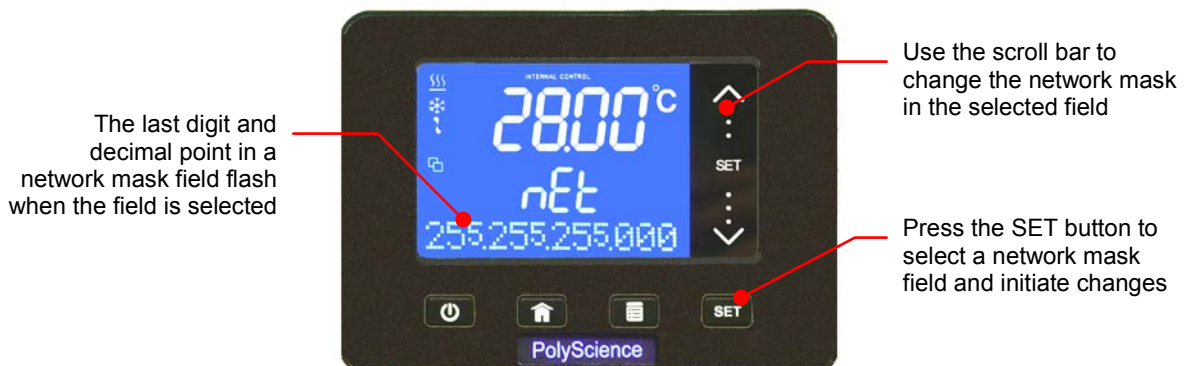 The last digit and
decimal point in a
network mask field flash
when the field is selected
INTERNAL CONTROL
28.00°C
nEt
255.255.255.000
SET
SET
PolyScience
Use the scroll bar to
change the network mask
in the selected field
Press the SET button to
select a network mask
field and initiate changes